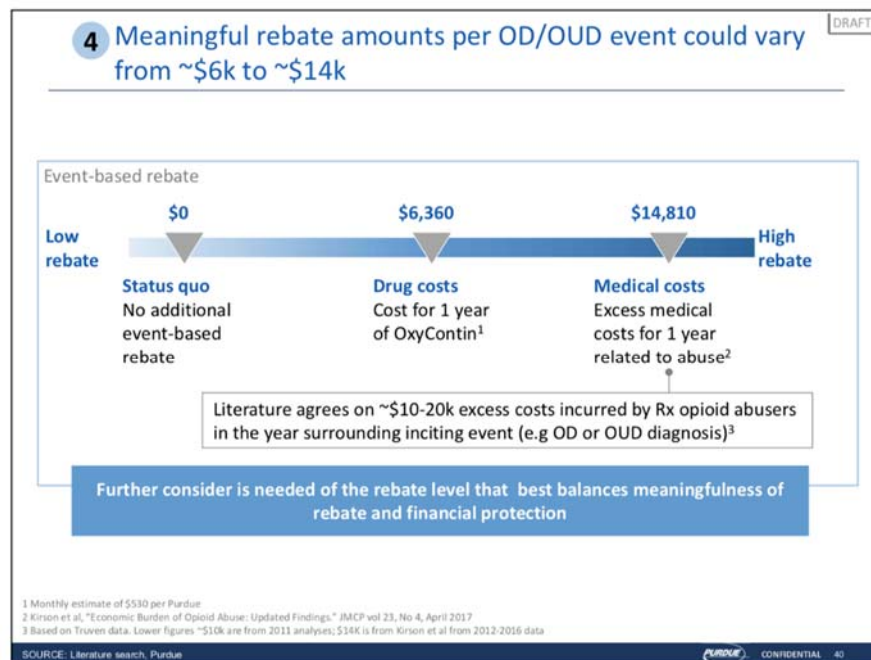 DRAFT
4 Meaningful rebate amounts per OD/OUD event could vary
from ~$6k to ~$14k
Event-based rebate
$0 $6,360 $14,810
Low
rebate
High
rebate
Status quo
No additional
event-based
rebate
Drug costs
Cost for 1 year
of OxyContin1
Medical costs
Excess medical
costs for 1 year
related to abuse2
Literature agrees on ~$10-20k excess costs incurred by Rx opioid abusers
in the year surrounding inciting event (e.g OD or OUD diagnosis)3
Further consider is needed of the rebate level that best balances meaningfulness of
rebate and financial protection
1 Monthly estimate of $530 per Purdue
2 Kirson et al, "Economic Burden of Opioid Abuse: Updated Findings." JMCP vol 23, No 4, April 2017
3 Based on Truven data. Lower figures ~$10k are from 2011 analyses; $14K is from Kirson et al from 2012-2016 data
SOURCE: Literature search, Purdue
PURDUE CONFIDENTIAL 40